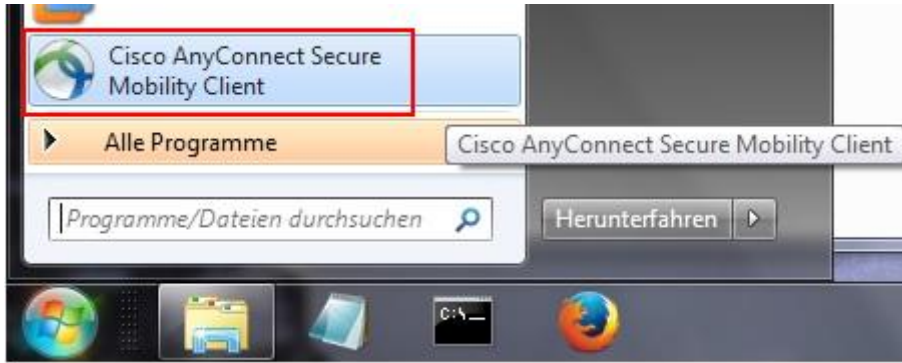 Cisco AnyConnect Secure
Mobility Client
Alle Programme
Cisco AnyConnect Secure Mobility Client
Programme/Dateien durchsuchen
Herunterfahren
C:\_